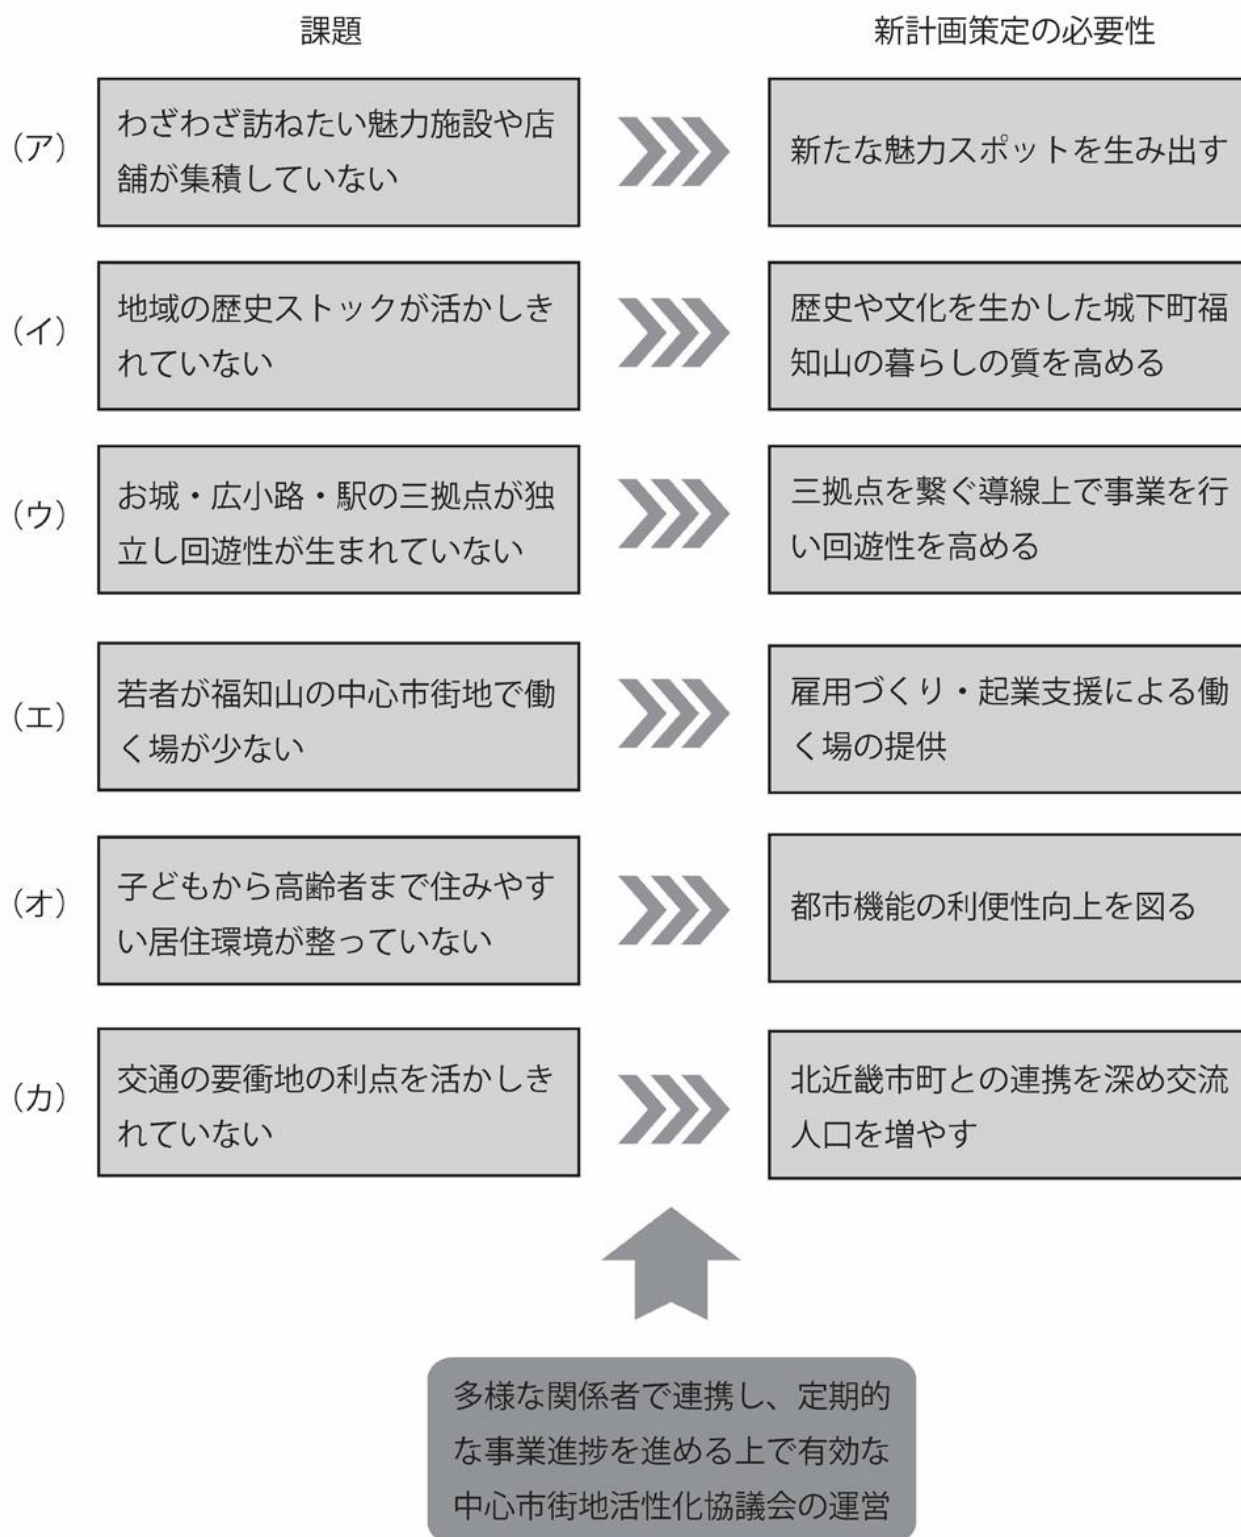 課題
新計画策定の必要性
(ア)
わざわざ訪ねたい魅力施設や店
舗が集積していない
新たな魅力スポットを生み出す
(イ)
地域の歴史ストックが活かしき
れていない
歴史や文化を生かした城下町福
知山の暮らしの質を高める
(ウ)
お城・広小路・駅の三拠点が独
立し回遊性が生まれていない
三拠点を繋ぐ導線上で事業を行
い回遊性を高める
(エ)
若者が福知山の中心市街地で働
く場が少ない
雇用づくり・起業支援による働
く場の提供
(オ)
子どもから高齢者まで住みやす
い居住環境が整っていない
都市機能の利便性向上を図る
(カ)
交通の要衝地の利点を活かしき
れていない
北近畿市町との連携を深め交流
人口を増やす
多様な関係者で連携し、定期的
な事業進捗を進める上で有効な
中心市街地活性化協議会の運営